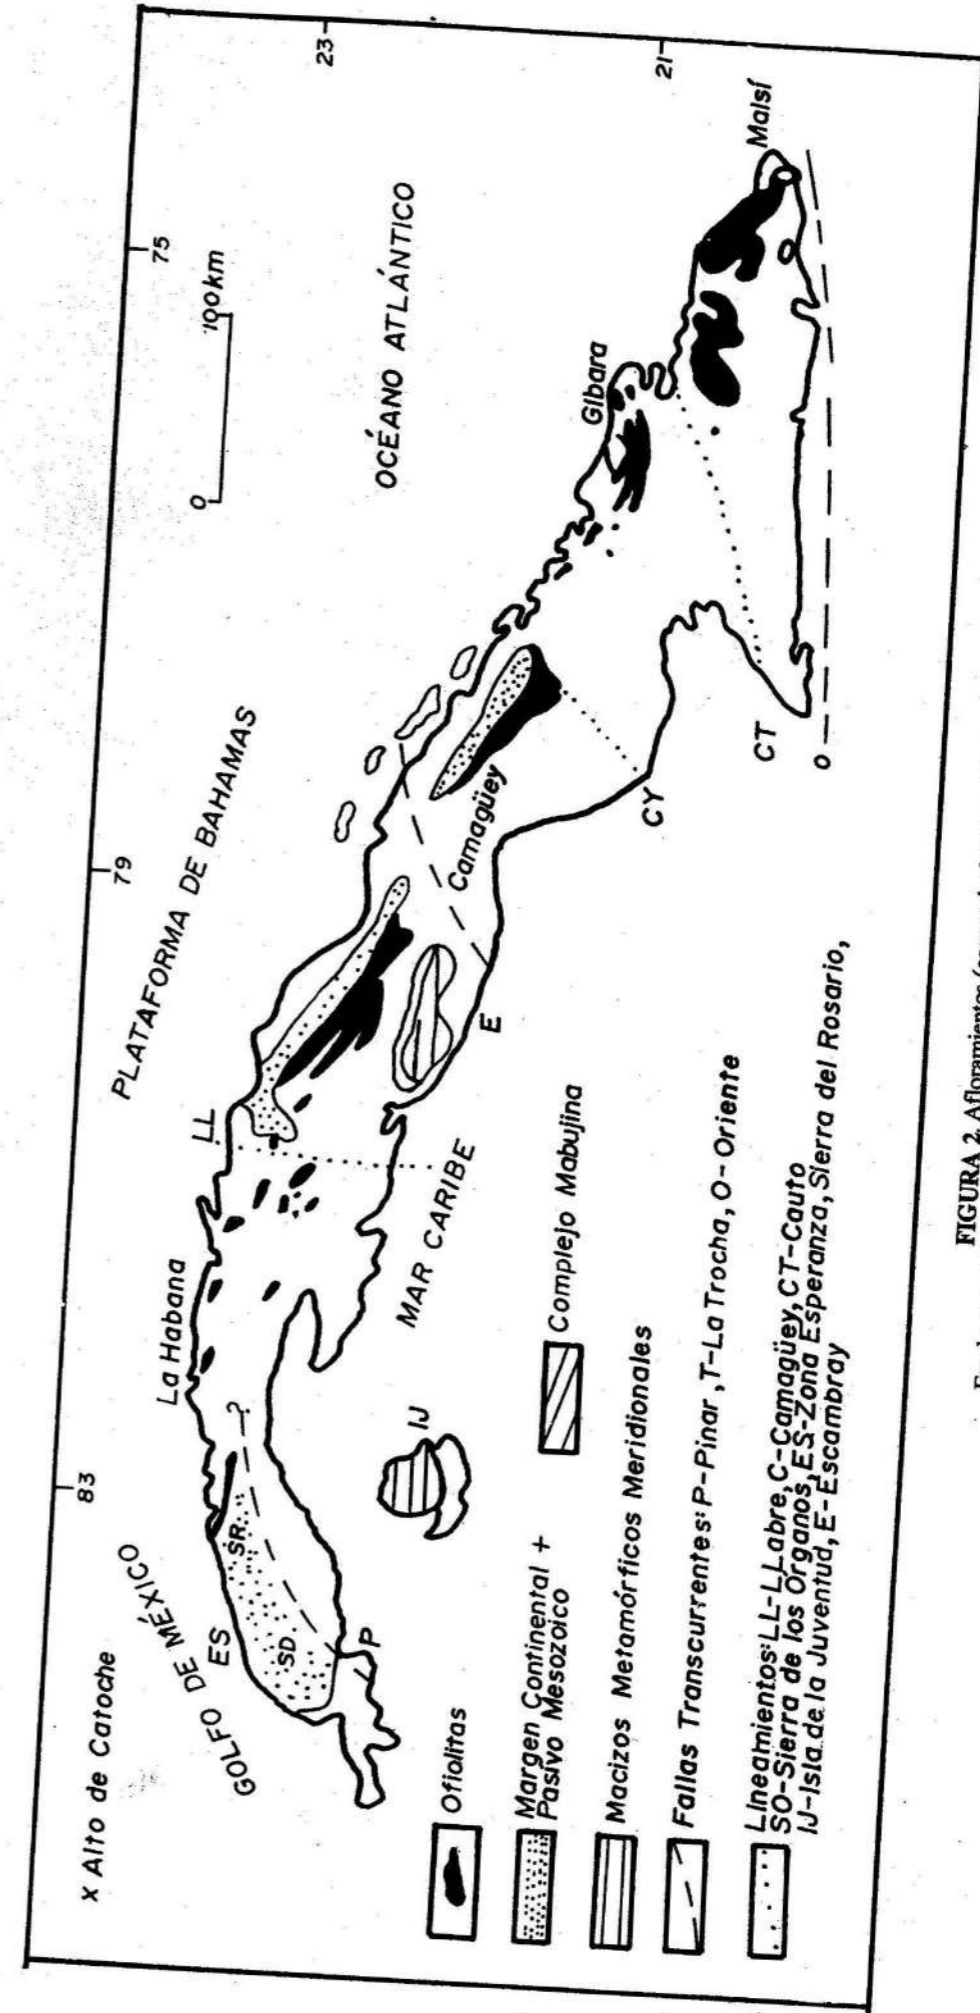 X Alto de Catoche
GOLFO DE MÉXICO
PLATAFORMA DE BAHAMAS
OCÉANO ATLÁNTICO
MAR CARIBE
83
79
75
23
21
0
100km
La Habana
LL
ES
SR
SD
P
?
IJ
E
Camagüey
CY
CT
O
Gibara
Maisí
Ofiolitas
Margen Continental +
Pasivo Mesozoico
Macizos Metamórficos Meridionales
Complejo Mabujina
Fallas Transcurrentes: P-Pinar, T-La Trocha, O-Oriente
Lineamientos: LL-LLabre, C-Camagüey, CT-Cauto
SO-Sierra de los Organos, ES-Zona Esperanza, Sierra del Rosario,
IJ-Isla de la Juventud, E-Escambray
FIGURA 2. Afloramientos